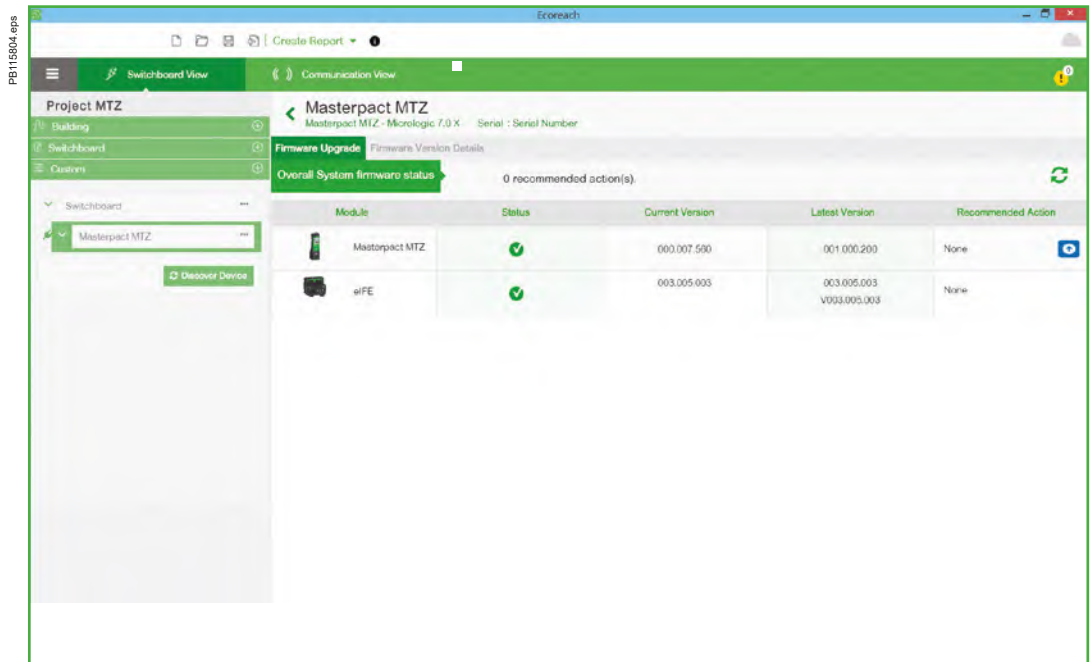 PB115804.eps
Ecoreach
Create Report
Switchboard View
Communication View
0
Project MTZ
Building
Switchboard
Custom
Switchboard
Masterpact MTZ
Discover Device
Masterpact MTZ
Masterpact MTZ - Micrologic 7.0 X Serial : Serial Number
Firmware Upgrade Firmware Version Details
Overall System firmware status 0 recommended action(s).
Module Status Current Version Latest Version Recommended Action
Masterpact MTZ 000.007.560 001.000.200 None
eIFE 003.005.003 003.005.003 None
V003.005.003